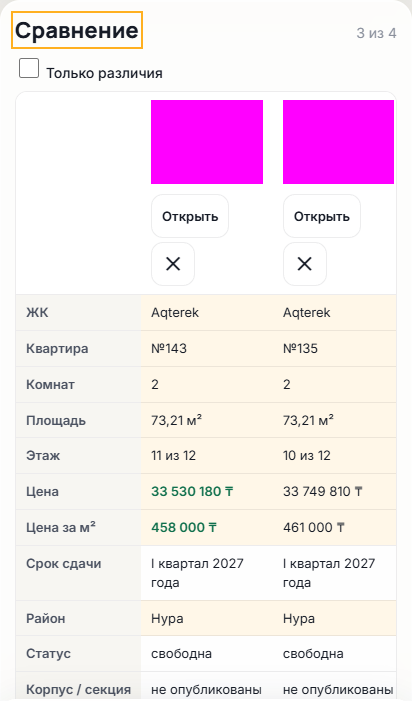 Сравнение
3 из 4
Только различия
Открыть Открыть
ЖК Aqterek Aqterek
Квартира №143 №135
Комнат 2 2
Площадь 73,21 м² 73,21 м²
Этаж 11 из 12 10 из 12
Цена 33 530 180 ₸ 33 749 810 ₸
Цена за м² 458 000 ₸ 461 000 ₸
Срок сдачи I квартал 2027 I квартал 2027
года года
Район Нура Нура
Статус свободна свободна
Корпус / секция не опубликованы не опубликованы